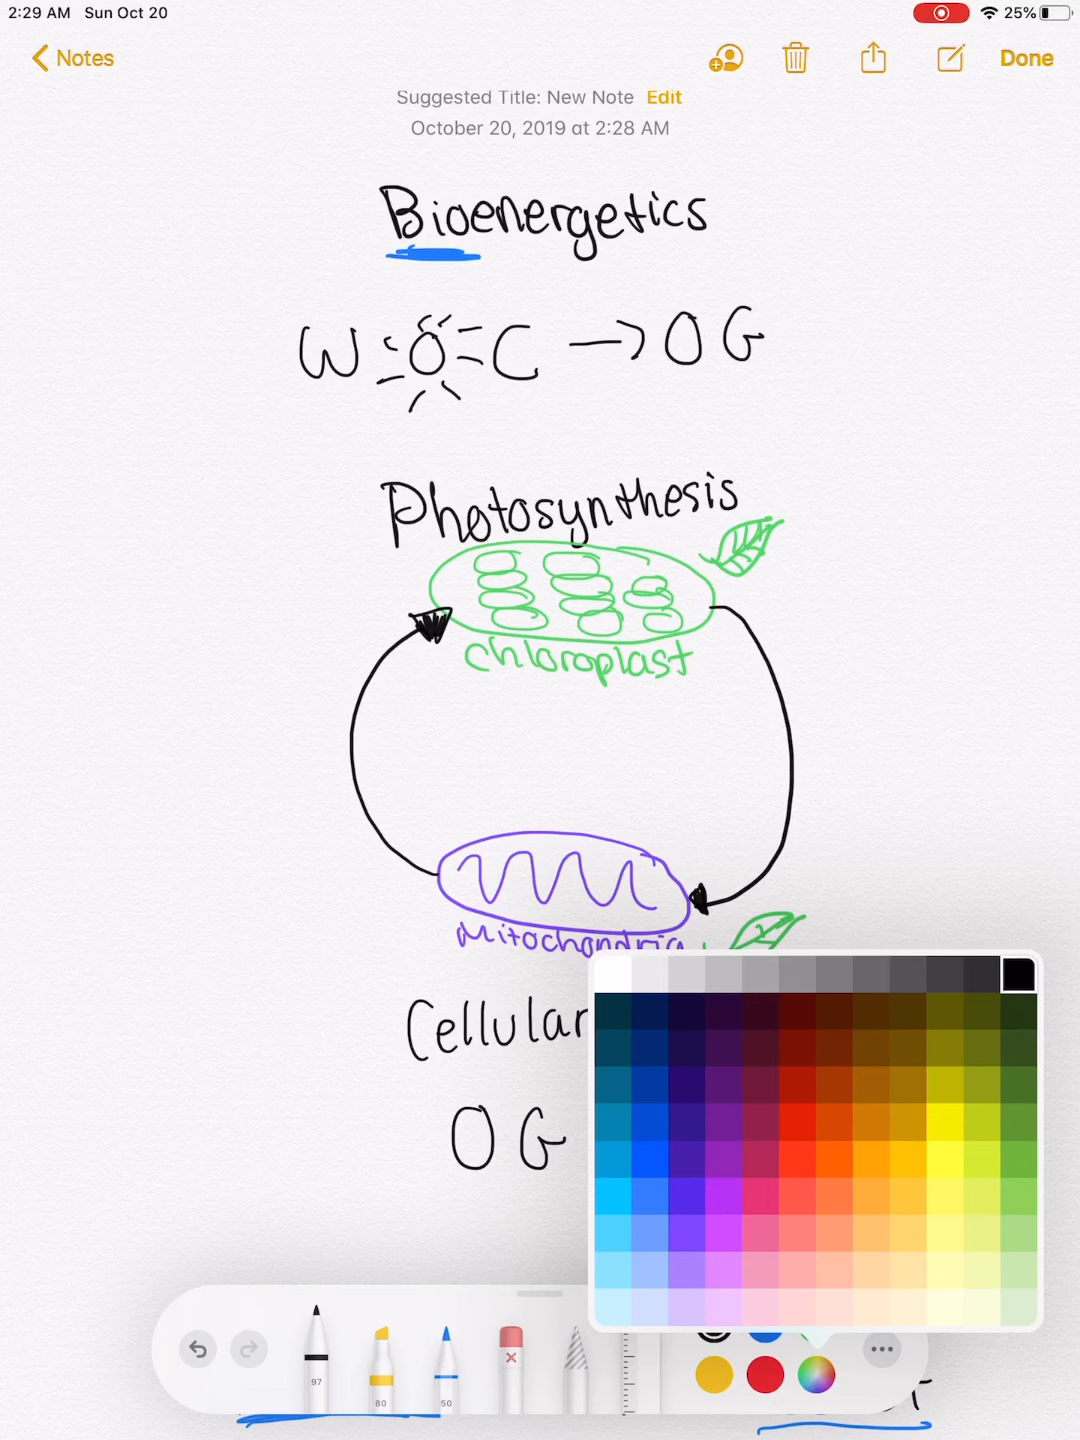 2:29 AM Sun Oct 20 25%
Notes Done
Suggested Title: New Note Edit
October 20, 2019 at 2:28 AM
Bioenergetics
W C → O G
Photosynthesis
chloroplast
Mitochondria
Cellular
O G
97 80 50